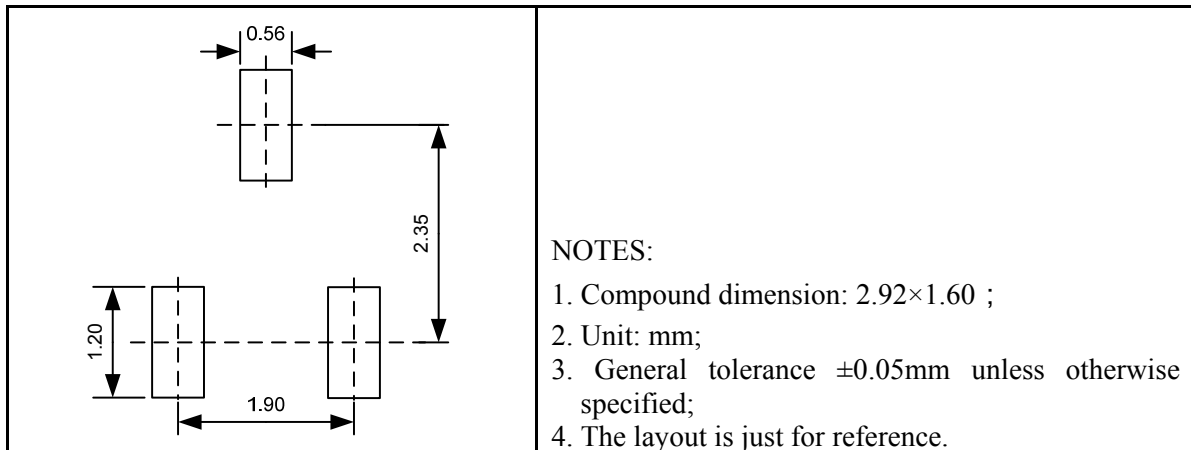 0.56
2.35
1.20
1.90
NOTES:
1. Compound dimension: 2.92×1.60；
2. Unit: mm;
3. General tolerance ±0.05mm unless otherwise
specified;
4. The layout is just for reference.